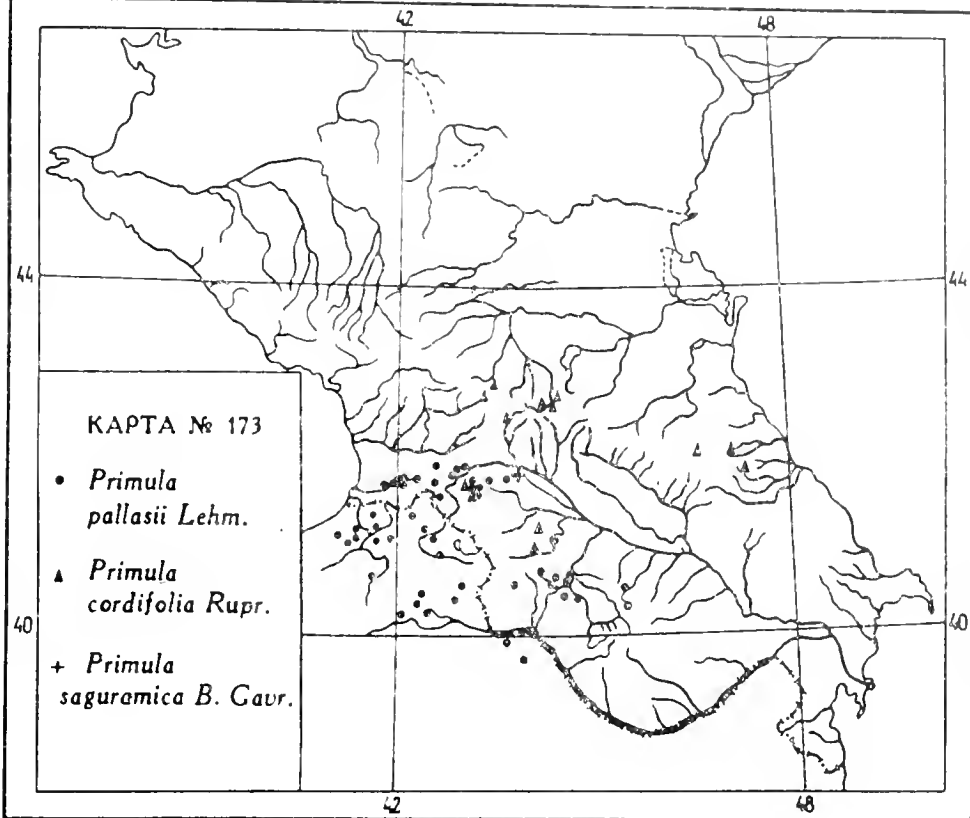 42 48
44 44
КАРТА № 173
• Primula
pallasii Lehm.
▲ Primula
cordifolia Rupr.
40 40
+ Primula
saguramica B. Gavr.
42 48